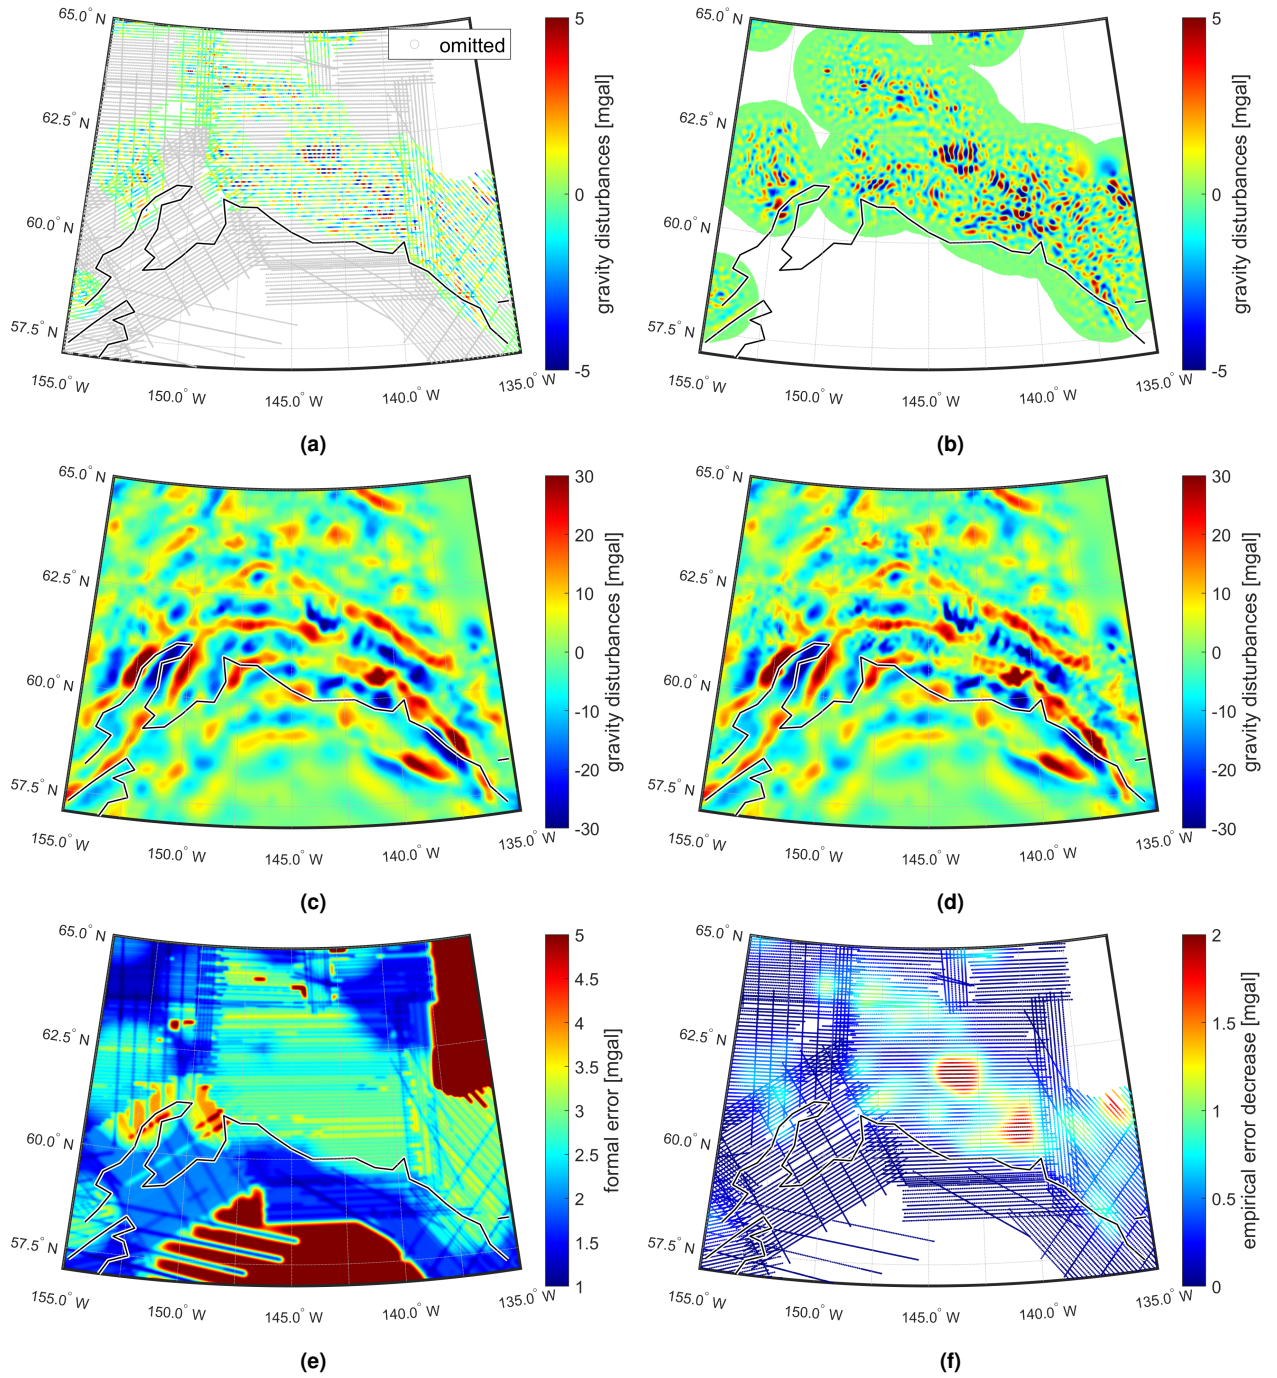 65.0° N
62.5° N
60.0° N
57.5° N
155.0° W
150.0° W
145.0° W
140.0° W
135.0° W
omitted
5
0
-5
gravity disturbances [mgal]
(a)
65.0° N
62.5° N
60.0° N
57.5° N
155.0° W
150.0° W
145.0° W
140.0° W
135.0° W
5
0
-5
gravity disturbances [mgal]
(b)
65.0° N
62.5° N
60.0° N
57.5° N
155.0° W
150.0° W
145.0° W
140.0° W
135.0° W
30
20
10
0
-10
-20
-30
gravity disturbances [mgal]
(c)
65.0° N
62.5° N
60.0° N
57.5° N
155.0° W
150.0° W
145.0° W
140.0° W
135.0° W
30
20
10
0
-10
-20
-30
gravity disturbances [mgal]
(d)
65.0° N
62.5° N
60.0° N
57.5° N
155.0° W
150.0° W
145.0° W
140.0° W
135.0° W
5
4.5
4
3.5
3
2.5
2
1.5
1
formal error [mgal]
(e)
65.0° N
62.5° N
60.0° N
57.5° N
155.0° W
150.0° W
145.0° W
140.0° W
135.0° W
2
1.5
1
0.5
0
empirical error decrease [mgal]
(f)